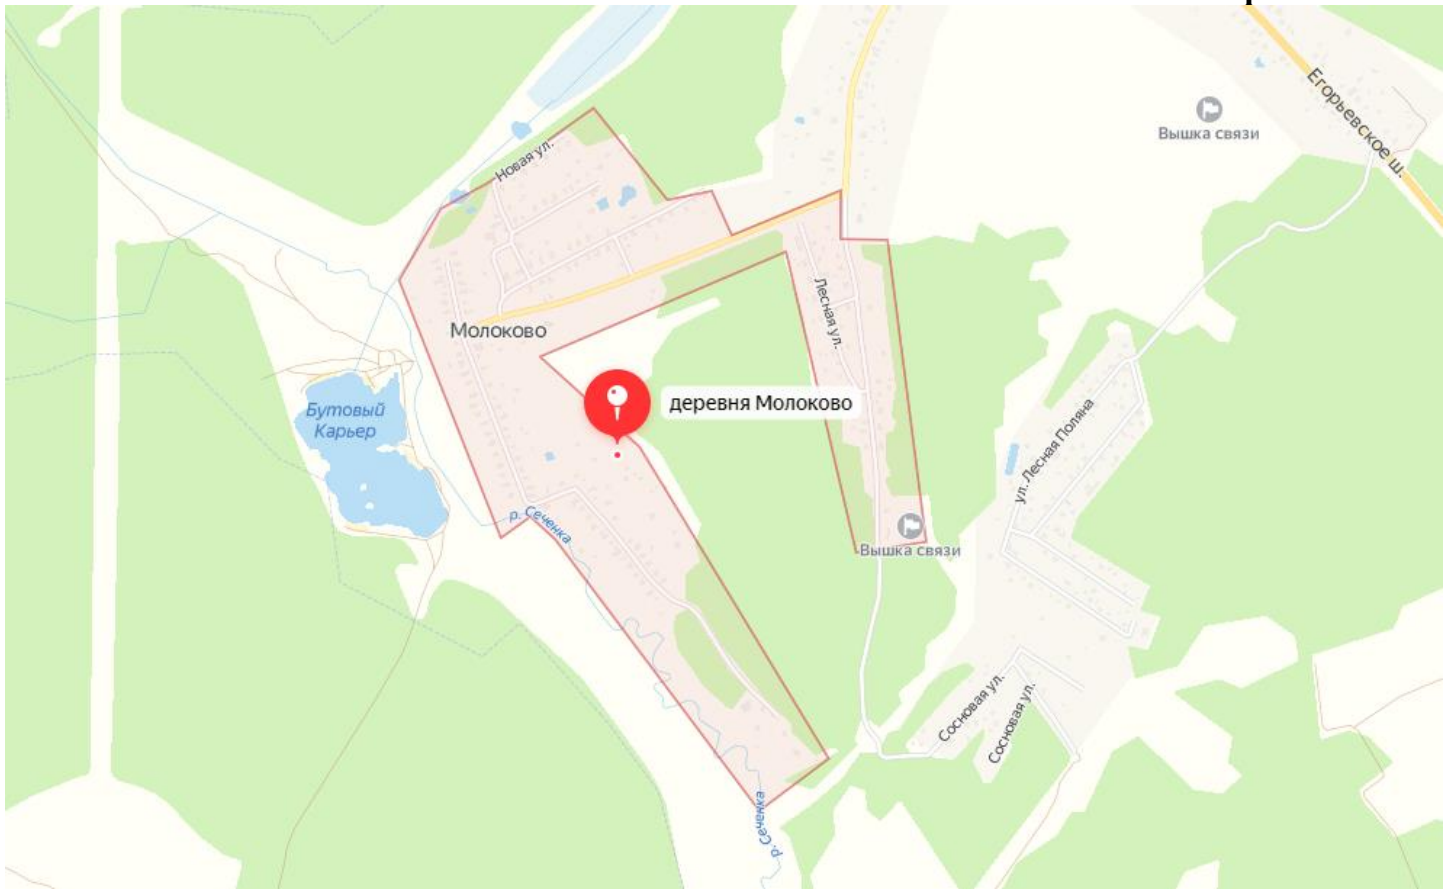 Егорьевское ш.
Вышка связи
Новая ул.
Лесная ул.
Молоково
деревня Молоково
Бутовый
Карьер
ул. Лесная Поляна
р. Сеченка
Вышка связи
Сосновая ул.
Сосновая ул.
р. Сеченка